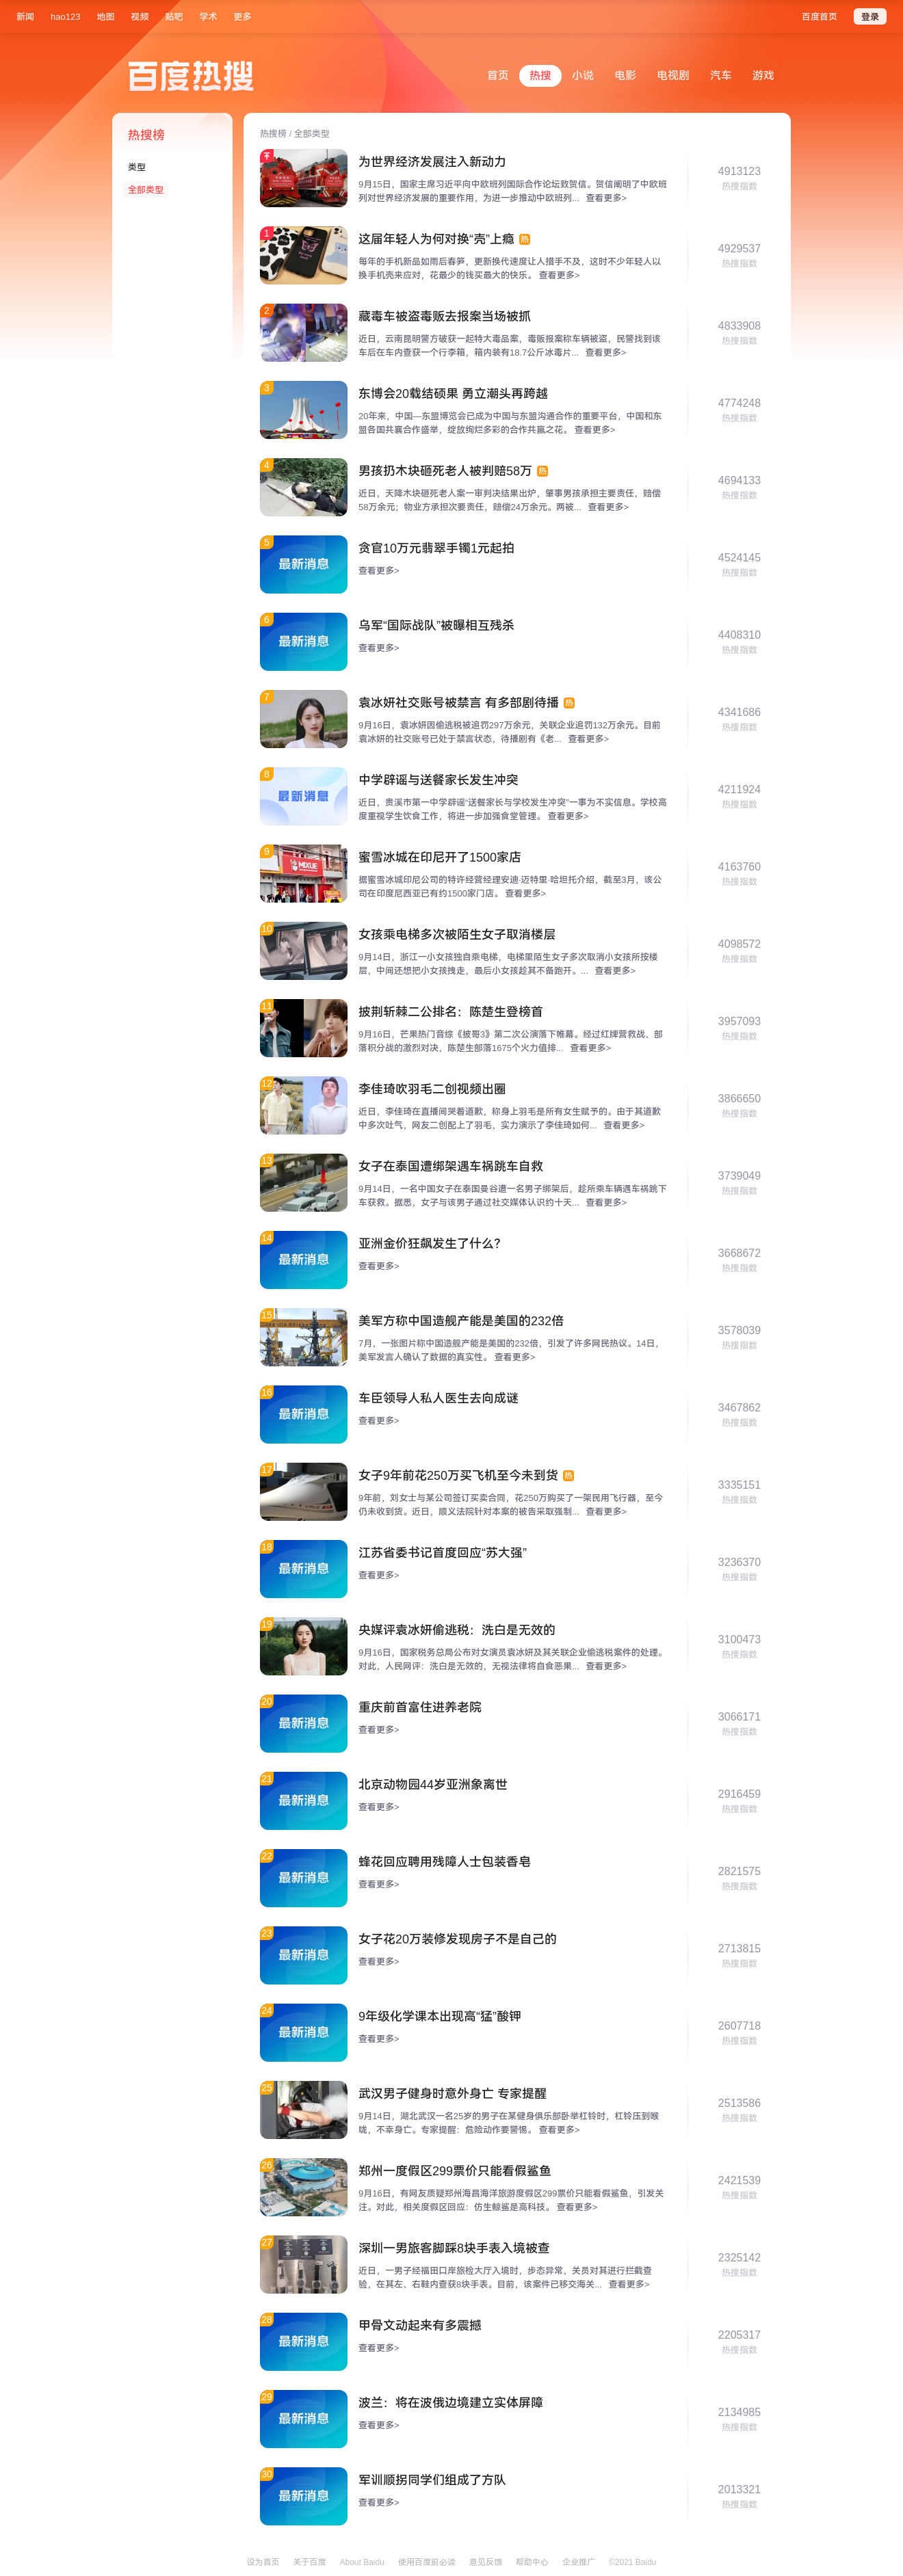 新闻 hao123 地图 视频 贴吧 学术 更多 百度首页 登录
百度热搜
首页 热搜 小说 电影 电视剧 汽车 游戏
热搜榜
类型
全部类型
热搜榜 / 全部类型
为世界经济发展注入新动力
9月15日，国家主席习近平向中欧班列国际合作论坛致贺信。贺信阐明了中欧班
列对世界经济发展的重要作用，为进一步推动中欧班列... 查看更多>
4913123
热搜指数
1
这届年轻人为何对换“壳”上瘾 热
每年的手机新品如雨后春笋，更新换代速度让人措手不及，这时不少年轻人以
换手机壳来应对，花最少的钱买最大的快乐。 查看更多>
4929537
热搜指数
2
藏毒车被盗毒贩去报案当场被抓
近日，云南昆明警方破获一起特大毒品案，毒贩报案称车辆被盗，民警找到该
车后在车内查获一个行李箱，箱内装有18.7公斤冰毒片... 查看更多>
4833908
热搜指数
3
东博会20载结硕果 勇立潮头再跨越
20年来，中国—东盟博览会已成为中国与东盟沟通合作的重要平台，中国和东
盟各国共襄合作盛举，绽放绚烂多彩的合作共赢之花。 查看更多>
4774248
热搜指数
4
男孩扔木块砸死老人被判赔58万 热
近日，天降木块砸死老人案一审判决结果出炉，肇事男孩承担主要责任，赔偿
58万余元；物业方承担次要责任，赔偿24万余元。两被... 查看更多>
4694133
热搜指数
5
最新消息
贪官10万元翡翠手镯1元起拍
查看更多>
4524145
热搜指数
6
最新消息
乌军“国际战队”被曝相互残杀
查看更多>
4408310
热搜指数
7
袁冰妍社交账号被禁言 有多部剧待播 热
9月16日，袁冰妍因偷逃税被追罚297万余元，关联企业追罚132万余元。目前
袁冰妍的社交账号已处于禁言状态，待播剧有《老... 查看更多>
4341686
热搜指数
8
最新消息
中学辟谣与送餐家长发生冲突
近日，贵溪市第一中学辟谣“送餐家长与学校发生冲突”一事为不实信息。学校高
度重视学生饮食工作，将进一步加强食堂管理。 查看更多>
4211924
热搜指数
9
MIXUE
蜜雪冰城在印尼开了1500家店
据蜜雪冰城印尼公司的特许经营经理安迪·迈特里·哈坦托介绍，截至3月，该公
司在印度尼西亚已有约1500家门店。 查看更多>
4163760
热搜指数
10
女孩乘电梯多次被陌生女子取消楼层
9月14日，浙江一小女孩独自乘电梯，电梯里陌生女子多次取消小女孩所按楼
层，中间还想把小女孩拽走，最后小女孩趁其不备跑开。... 查看更多>
4098572
热搜指数
11
披荆斩棘二公排名：陈楚生登榜首
9月16日，芒果热门音综《披哥3》第二次公演落下帷幕。经过红牌营救战、部
落积分战的激烈对决，陈楚生部落1675个火力值排... 查看更多>
3957093
热搜指数
12
李佳琦吹羽毛二创视频出圈
近日，李佳琦在直播间哭着道歉，称身上羽毛是所有女生赋予的。由于其道歉
中多次吐气，网友二创配上了羽毛，实力演示了李佳琦如何... 查看更多>
3866650
热搜指数
13
女子在泰国遭绑架遇车祸跳车自救
9月14日，一名中国女子在泰国曼谷遭一名男子绑架后，趁所乘车辆遇车祸跳下
车获救。据悉，女子与该男子通过社交媒体认识约十天... 查看更多>
3739049
热搜指数
14
最新消息
亚洲金价狂飙发生了什么？
查看更多>
3668672
热搜指数
15
美军方称中国造舰产能是美国的232倍
7月，一张图片称中国造舰产能是美国的232倍，引发了许多网民热议。14日，
美军发言人确认了数据的真实性。 查看更多>
3578039
热搜指数
16
最新消息
车臣领导人私人医生去向成谜
查看更多>
3467862
热搜指数
17
女子9年前花250万买飞机至今未到货 热
9年前，刘女士与某公司签订买卖合同，花250万购买了一架民用飞行器，至今
仍未收到货。近日，顺义法院针对本案的被告采取强制... 查看更多>
3335151
热搜指数
18
最新消息
江苏省委书记首度回应“苏大强”
查看更多>
3236370
热搜指数
19
央媒评袁冰妍偷逃税：洗白是无效的
9月16日，国家税务总局公布对女演员袁冰妍及其关联企业偷逃税案件的处理。
对此，人民网评：洗白是无效的，无视法律将自食恶果... 查看更多>
3100473
热搜指数
20
最新消息
重庆前首富住进养老院
查看更多>
3066171
热搜指数
21
最新消息
北京动物园44岁亚洲象离世
查看更多>
2916459
热搜指数
22
最新消息
蜂花回应聘用残障人士包装香皂
查看更多>
2821575
热搜指数
23
最新消息
女子花20万装修发现房子不是自己的
查看更多>
2713815
热搜指数
24
最新消息
9年级化学课本出现高“猛”酸钾
查看更多>
2607718
热搜指数
25
武汉男子健身时意外身亡 专家提醒
9月14日，湖北武汉一名25岁的男子在某健身俱乐部卧举杠铃时，杠铃压到喉
咙，不幸身亡。专家提醒：危险动作要警惕。 查看更多>
2513586
热搜指数
26
郑州一度假区299票价只能看假鲨鱼
9月16日，有网友质疑郑州海昌海洋旅游度假区299票价只能看假鲨鱼，引发关
注。对此，相关度假区回应：仿生鲸鲨是高科技。 查看更多>
2421539
热搜指数
27
深圳一男旅客脚踩8块手表入境被查
近日，一男子经福田口岸旅检大厅入境时，步态异常，关员对其进行拦截查
验，在其左、右鞋内查获8块手表。目前，该案件已移交海关... 查看更多>
2325142
热搜指数
28
最新消息
甲骨文动起来有多震撼
查看更多>
2205317
热搜指数
29
最新消息
波兰：将在波俄边境建立实体屏障
查看更多>
2134985
热搜指数
30
最新消息
军训顺拐同学们组成了方队
查看更多>
2013321
热搜指数
设为首页 关于百度 About Baidu 使用百度前必读 意见反馈 帮助中心 企业推广 ©2021 Baidu